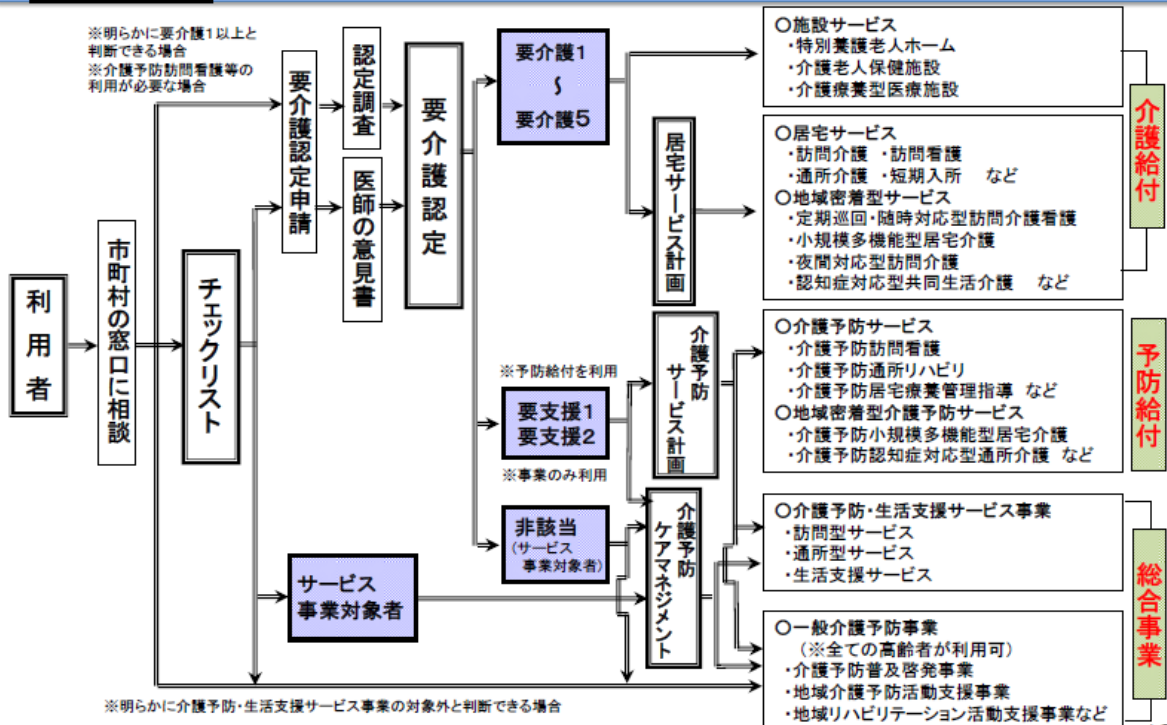 ※明らかに要介護1以上と
判断できる場合
※介護予防訪問看護等の
利用が必要な場合
利用者
市町村の窓口に相談
チェックリスト
要介護認定申請
認定調査
医師の意見書
要介護認定
要介護1
〜
要介護5
※予防給付を利用
要支援1
要支援2
※事業のみ利用
非該当
(サービス
事業対象者)
サービス
事業対象者
居宅サービス計画
介護予防
サービス計画
介護予防
ケアマネジメント
○施設サービス
・特別養護老人ホーム
・介護老人保健施設
・介護療養型医療施設
○居宅サービス
・訪問介護 ・訪問看護
・通所介護 ・短期入所 など
○地域密着型サービス
・定期巡回・随時対応型訪問介護看護
・小規模多機能型居宅介護
・夜間対応型訪問介護
・認知症対応型共同生活介護 など
介護給付
○介護予防サービス
・介護予防訪問看護
・介護予防通所リハビリ
・介護予防居宅療養管理指導 など
○地域密着型介護予防サービス
・介護予防小規模多機能型居宅介護
・介護予防認知症対応型通所介護 など
予防給付
○介護予防・生活支援サービス事業
・訪問型サービス
・通所型サービス
・生活支援サービス
○一般介護予防事業
(※全ての高齢者が利用可)
・介護予防普及啓発事業
・地域介護予防活動支援事業
・地域リハビリテーション活動支援事業など
総合事業
※明らかに介護予防・生活支援サービス事業の対象外と判断できる場合